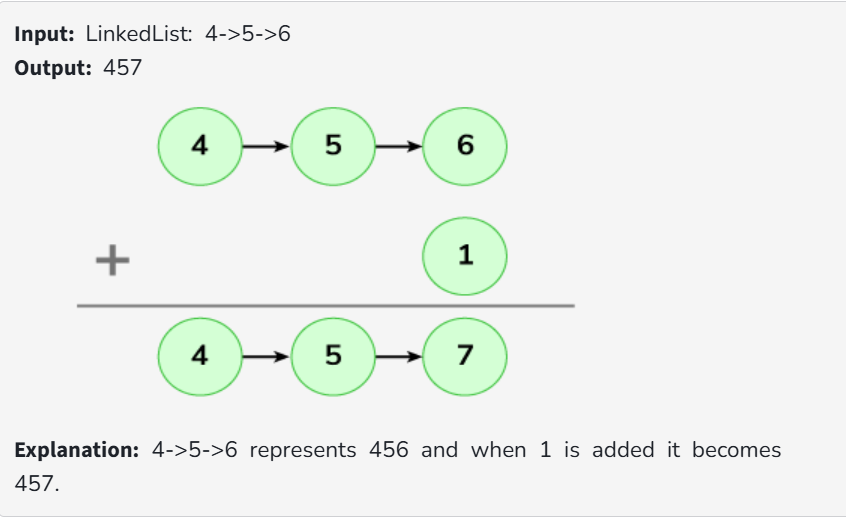 Input: LinkedList: 4->5->6
Output: 457
4 5 6
+ 1
4 5 7
Explanation: 4->5->6 represents 456 and when 1 is added it becomes
457.